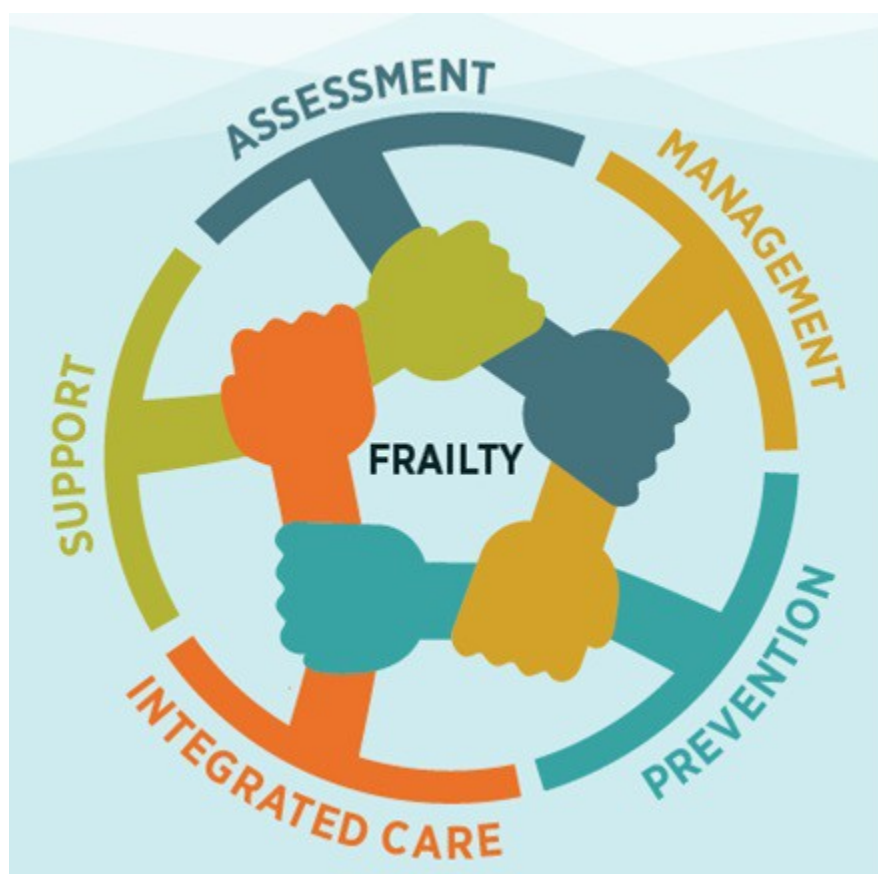 ASSESSMENT
MANAGEMENT
PREVENTION
INTEGRATED CARE
SUPPORT
FRAILTY